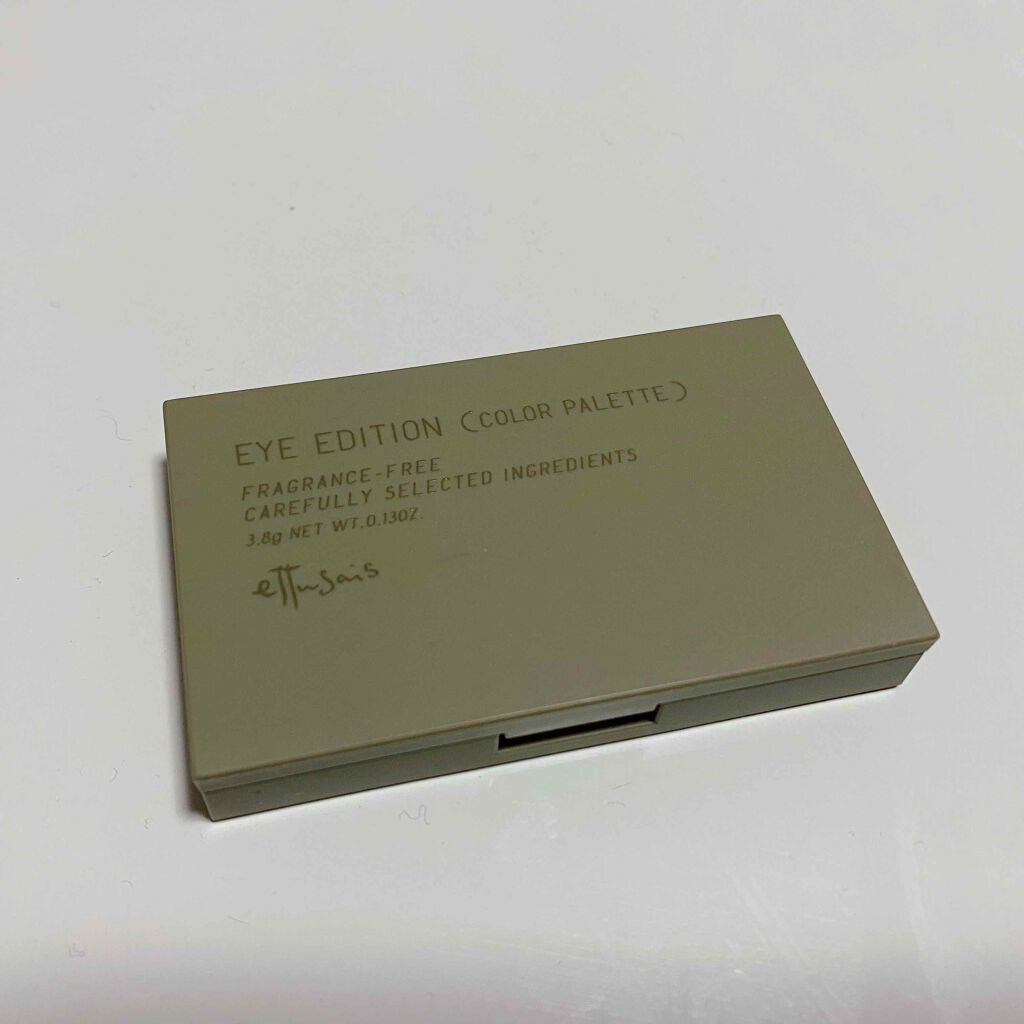 EYE EDITION (COLOR PALETTE)
FRAGRANCE-FREE
CAREFULLY SELECTED INGREDIENTS
3.8g NET WT.0.13OZ.
ettusais